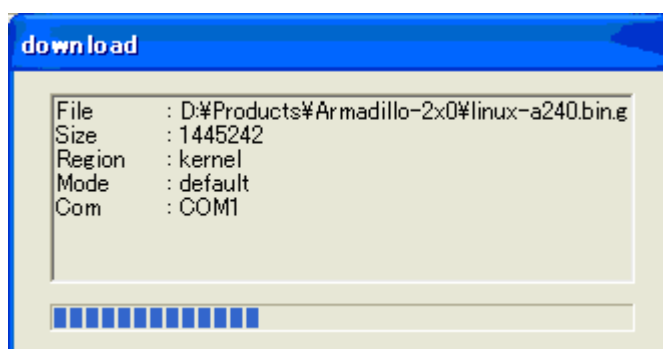 download
File : D:¥Products¥Armadillo-2x0¥linux-a240.bin.g
Size : 1445242
Region : kernel
Mode : default
Com : COM1